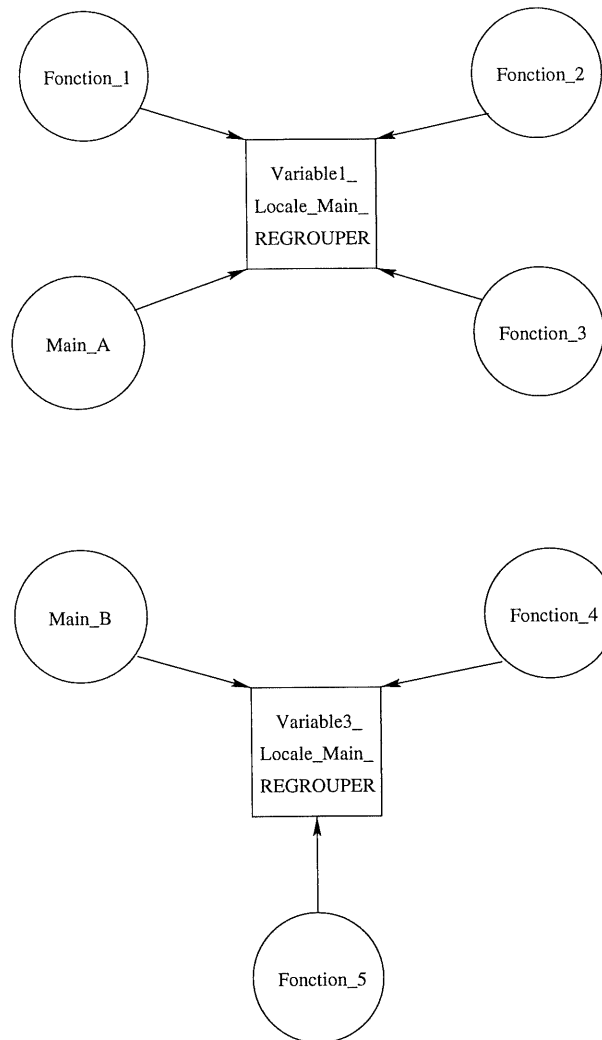 Fonction_1
Fonction_2
Variable1_
Locale_Main_
REGROUPER
Main_A
Fonction_3
Main_B
Fonction_4
Variable3_
Locale_Main_
REGROUPER
Fonction_5